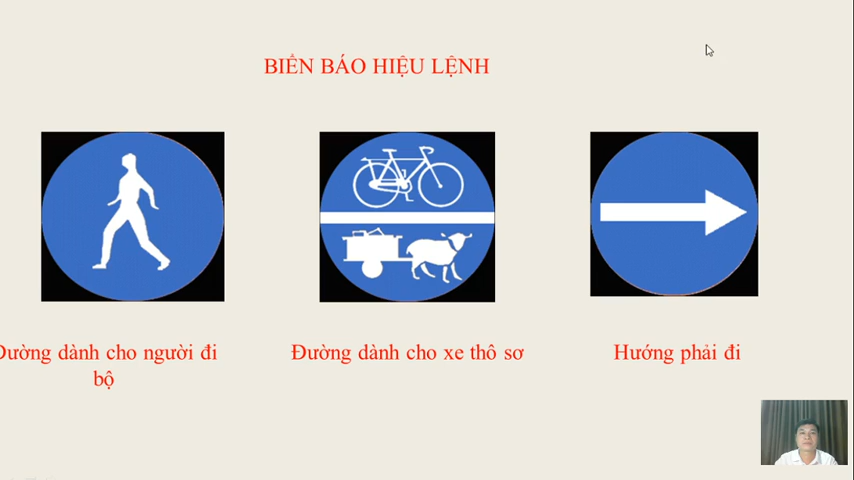 BIỂN BÁO HIỆU LỆNH
Đường dành cho người đi
bộ
Đường dành cho xe thô sơ
Hướng phải đi